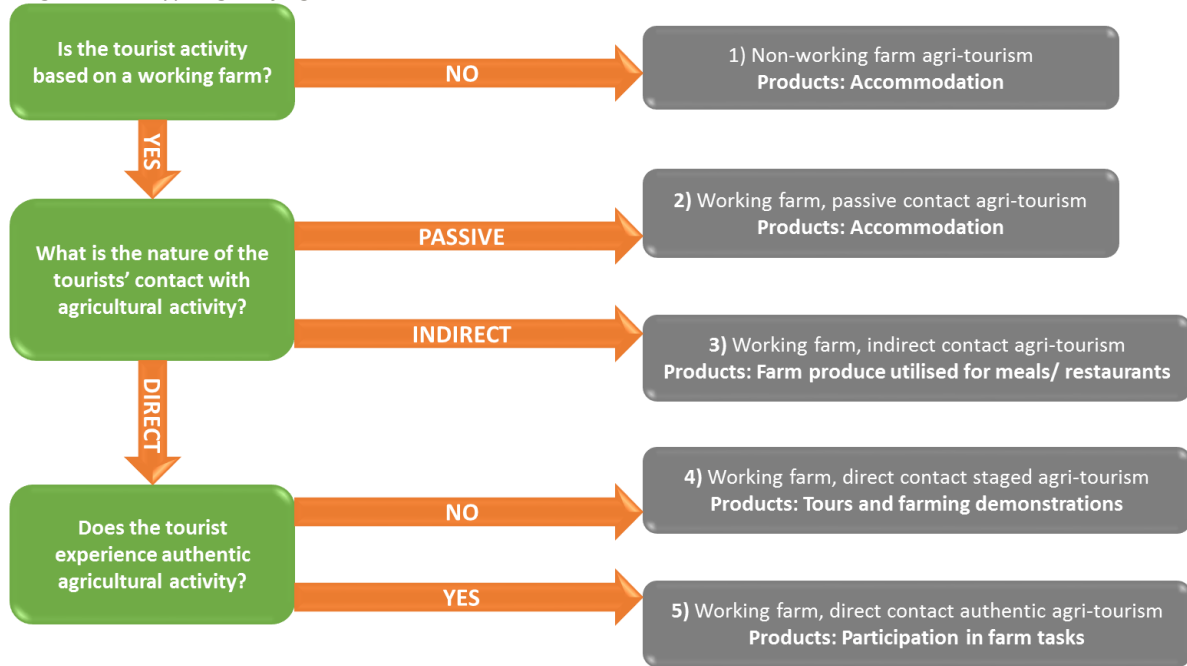 Is the tourist activity
based on a working farm?
NO
1) Non-working farm agri-tourism
Products: Accommodation
YES
What is the nature of the
tourists' contact with
agricultural activity?
PASSIVE
2) Working farm, passive contact agri-tourism
Products: Accommodation
INDIRECT
3) Working farm, indirect contact agri-tourism
Products: Farm produce utilised for meals/ restaurants
DIRECT
Does the tourist
experience authentic
agricultural activity?
NO
4) Working farm, direct contact staged agri-tourism
Products: Tours and farming demonstrations
YES
5) Working farm, direct contact authentic agri-tourism
Products: Participation in farm tasks